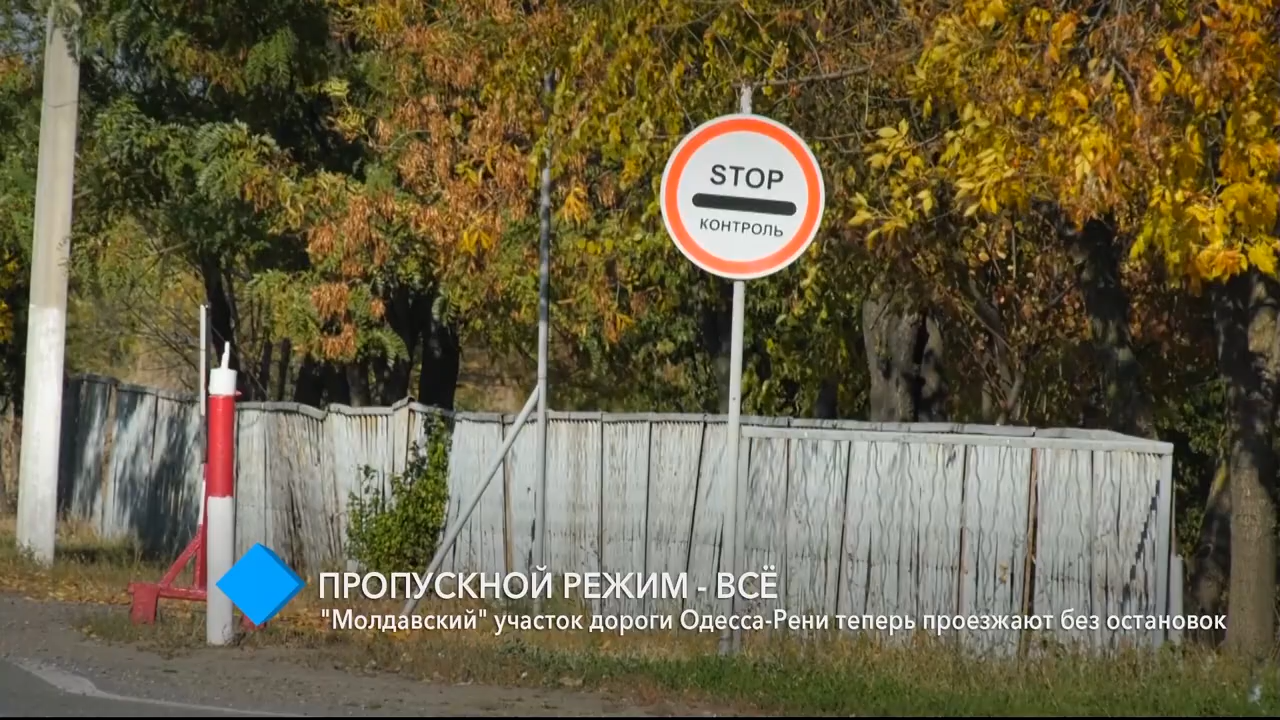 STOP
КОНТРОЛЬ
ПРОПУСКНОЙ РЕЖИМ - ВСЁ
"Молдавский" участок дороги Одесса-Рени теперь проезжают без остановок